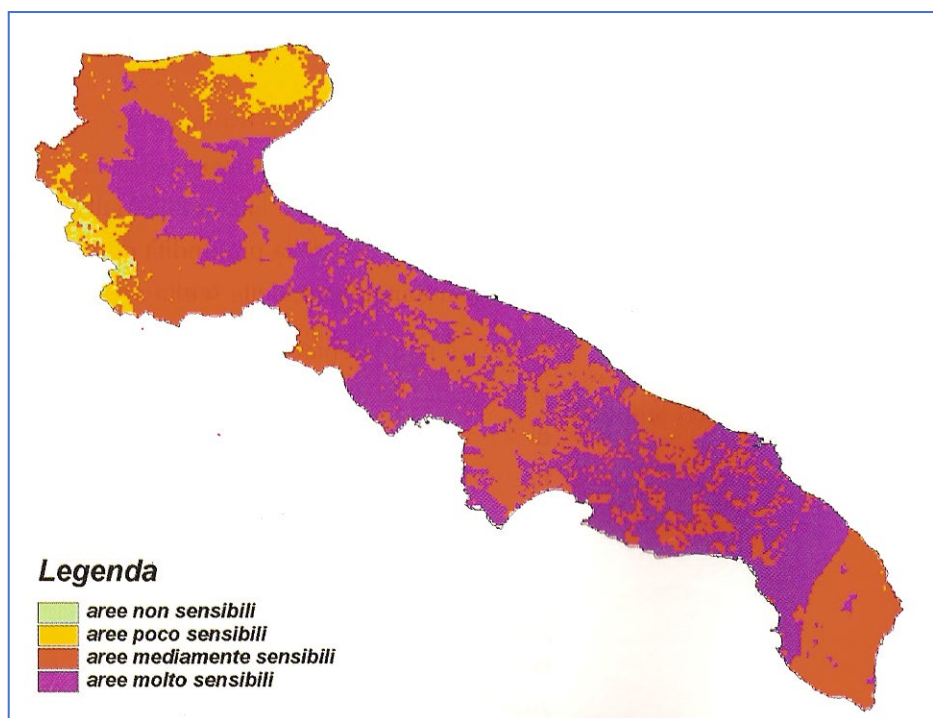 Legenda
aree non sensibili
aree poco sensibili
aree mediamente sensibili
aree molto sensibili